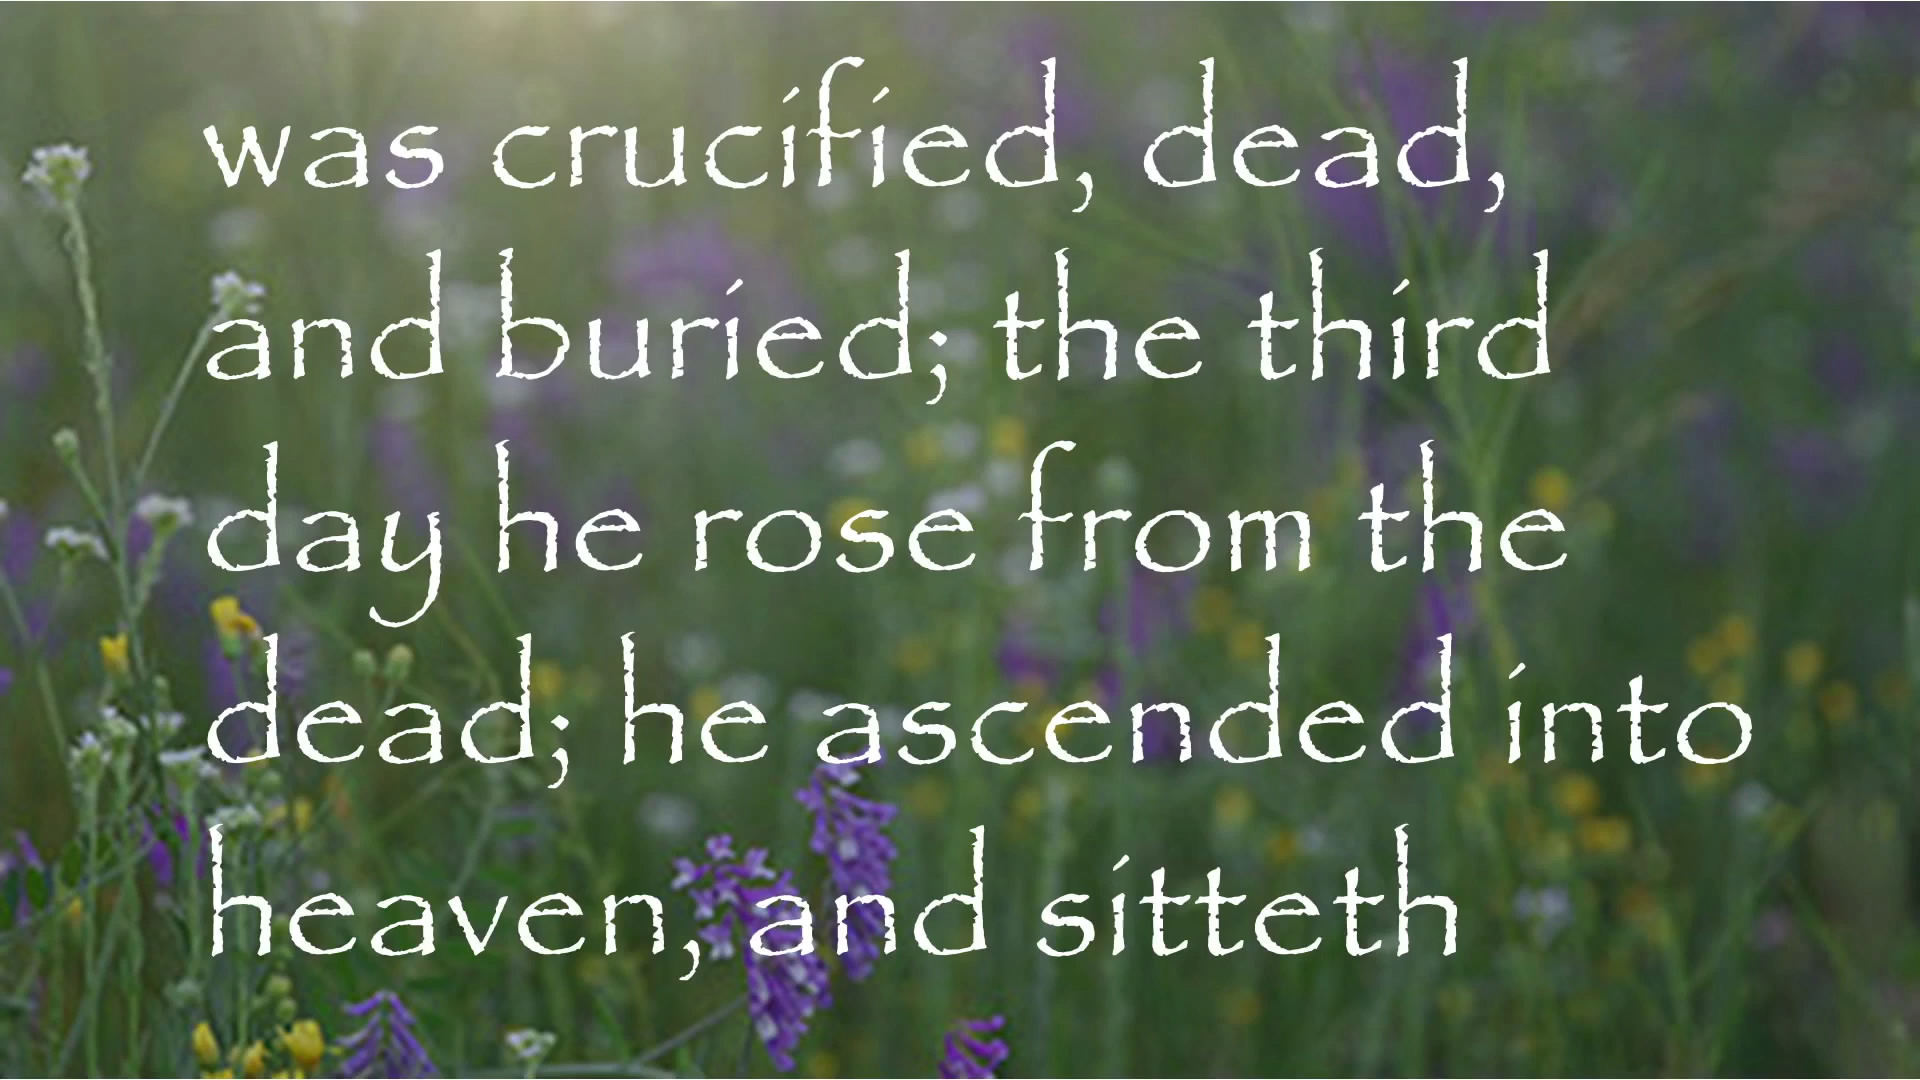 was crucified, dead,
and buried; the third
day he rose from the
dead; he ascended into
heaven, and sitteth